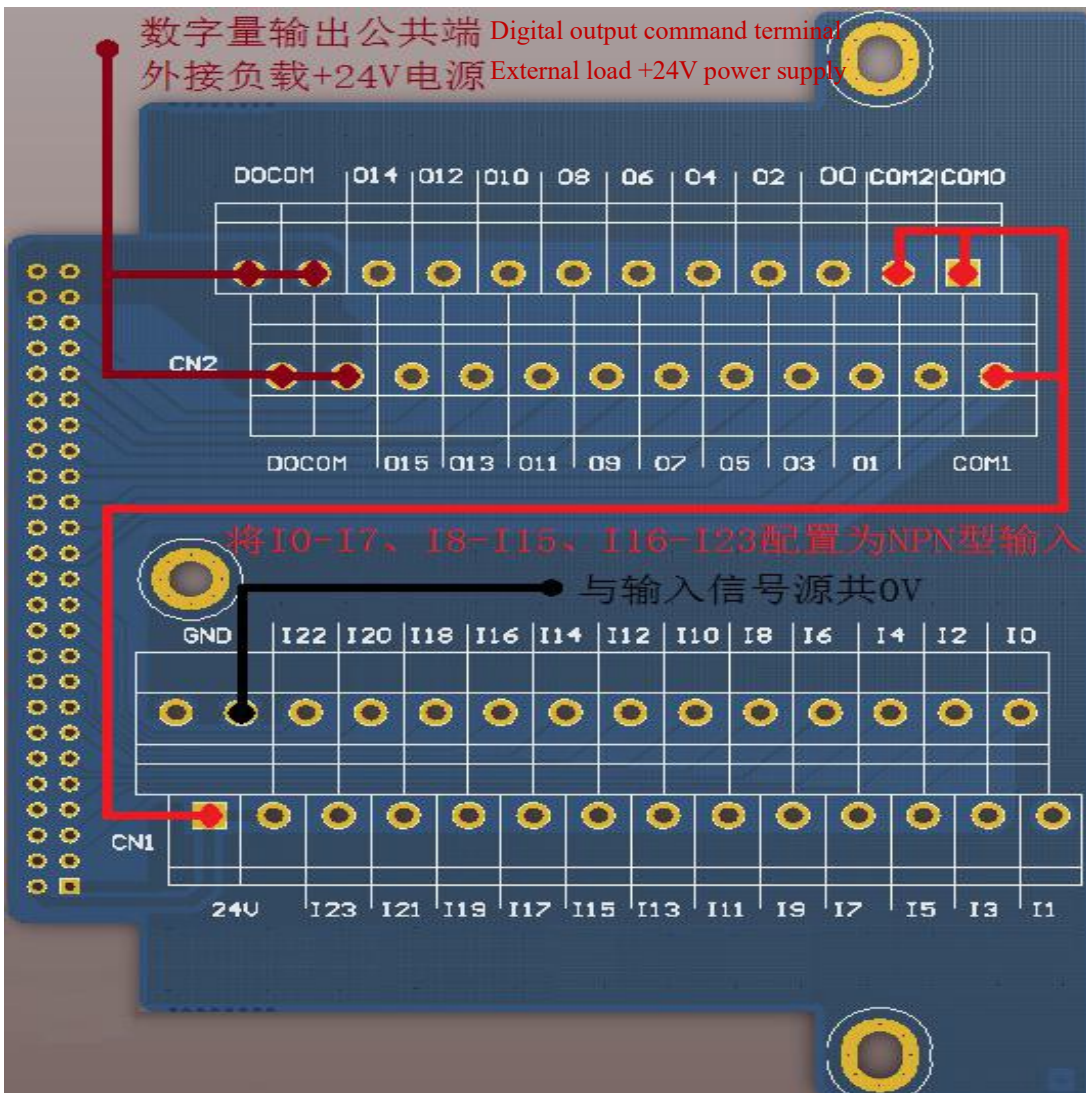 数字量输出公共端 Digital output command terminal
外接负载+24V电源 External load +24V power supply
DOCOM O14 O12 O10 O8 O6 O4 O2 O0 COM2 COM0
CN2
DOCOM O15 O13 O11 O9 O7 O5 O3 O1 COM1
将I0-I7、I8-I15、I16-I23配置为NPN型输入
与输入信号源共0V
GND I22 I20 I18 I16 I14 I12 I10 I8 I6 I4 I2 I0
CN1
24V I23 I21 I19 I17 I15 I13 I11 I9 I7 I5 I3 I1